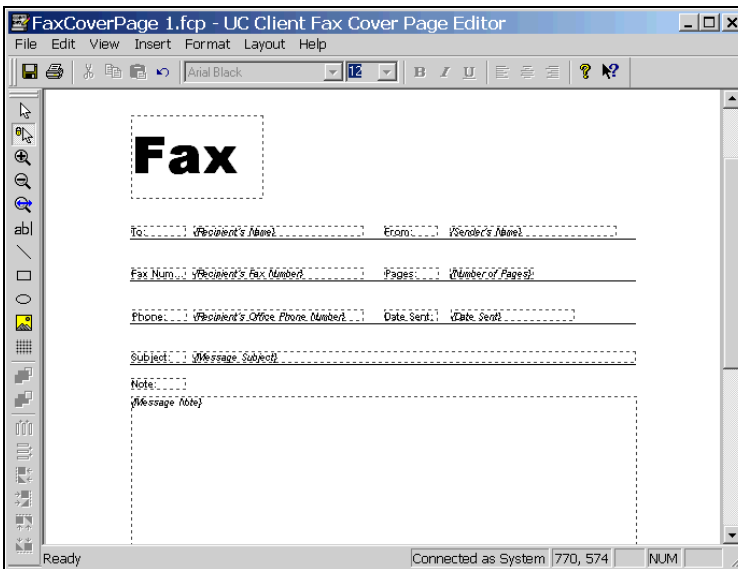 FaxCoverPage 1.fcp - UC Client Fax Cover Page Editor
File Edit View Insert Format Layout Help
Arial Black 12 B I U
ab
Fax
To: {Recipient's Name} From: {Sender's Name}
Fax Num... {Recipient's Fax Number} Pages: {Number of Pages}
Phone: {Recipient's Office Phone Number} Date Sent: {Date Sent}
Subject: {Message Subject}
Note:
{Message Note}
Ready Connected as System 770, 574 NUM